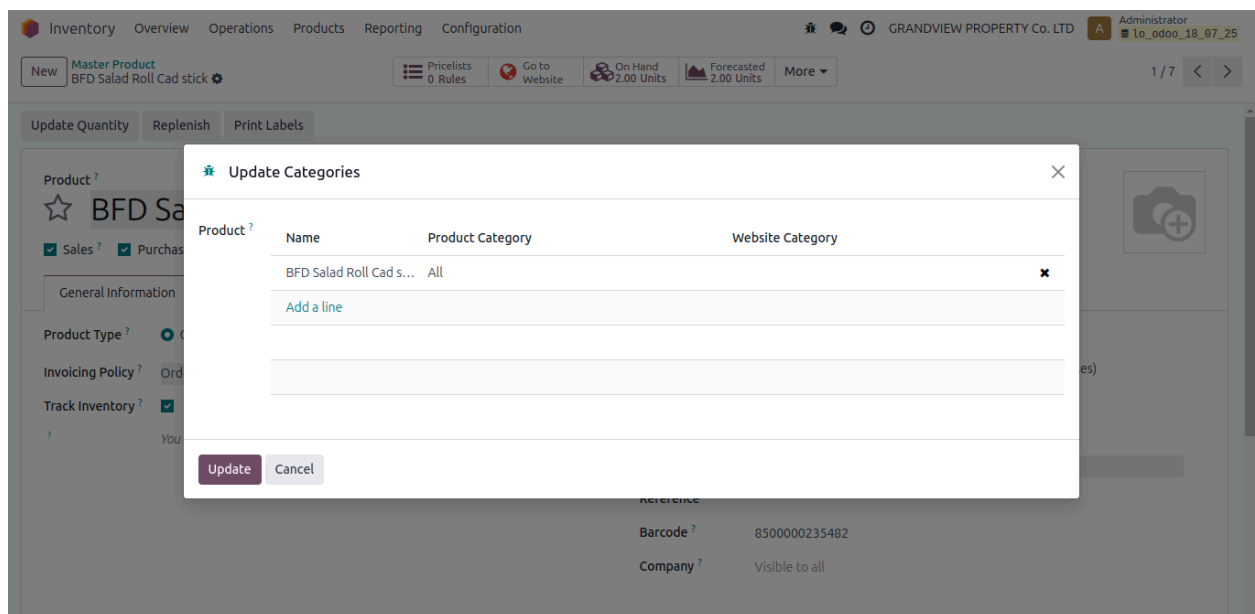 Inventory Overview Operations Products Reporting Configuration GRANDVIEW PROPERTY Co. LTD A Administrator
lo_odoo_18_07_25
New Master Product Pricelists Go to On Hand Forecasted More 1 / 7
BFD Salad Roll Cad stick 0 Rules Website 2.00 Units 2.00 Units
Update Quantity Replenish Print Labels
Update Categories
Product ?
BFD Sa
Sales ? Purchas
General Information
Product Type ?
Invoicing Policy ? Ord
Track Inventory ?
? You
Product ? Name Product Category Website Category
BFD Salad Roll Cad s... All
Add a line
es)
Update Cancel
Reference
Barcode ? 8500000235482
Company ? Visible to all